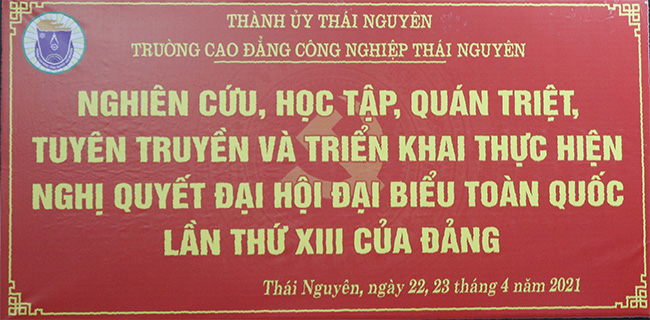 THÀNH ỦY THÁI NGUYÊN
TRƯỜNG CAO ĐẲNG CÔNG NGHIỆP THÁI NGUYÊN
NGHIÊN CỨU, HỌC TẬP, QUÁN TRIỆT,
TUYÊN TRUYỀN VÀ TRIỂN KHAI THỰC HIỆN
NGHỊ QUYẾT ĐẠI HỘI ĐẠI BIỂU TOÀN QUỐC
LẦN THỨ XIII CỦA ĐẢNG
Thái Nguyên, ngày 22, 23 tháng 4 năm 2021